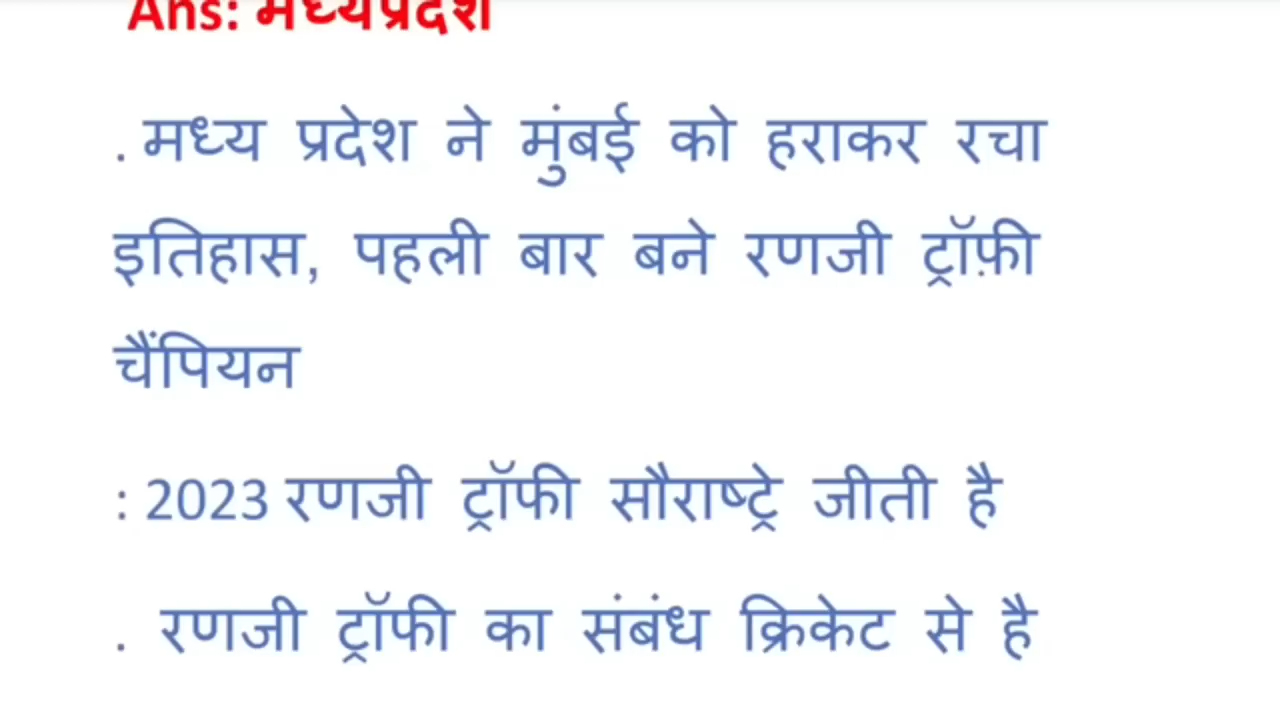 Ans: मध्यप्रदेश
. मध्य प्रदेश ने मुंबई को हराकर रचा
इतिहास, पहली बार बने रणजी ट्रॉफ़ी
चैंपियन
: 2023 रणजी ट्रॉफी सौराष्ट्रे जीती है
. रणजी ट्रॉफी का संबंध क्रिकेट से है